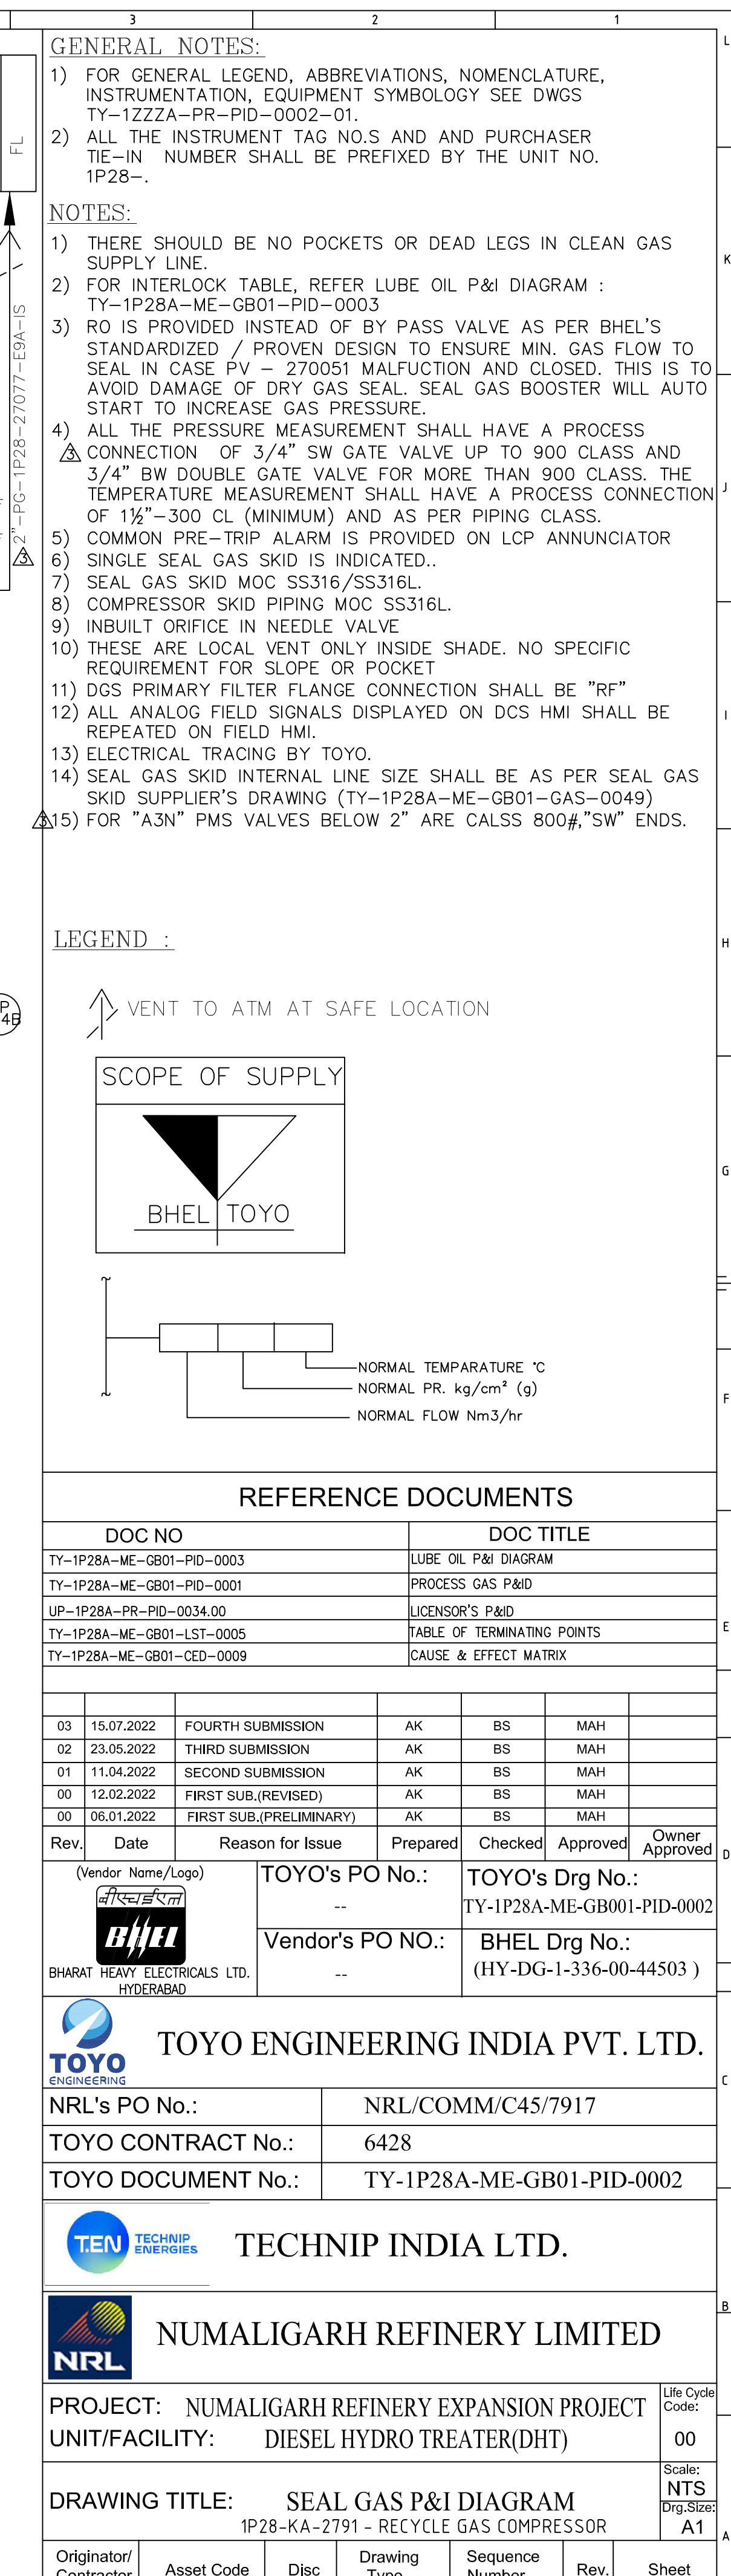 3 2 1
L
GENERAL NOTES:
1) FOR GENERAL LEGEND, ABBREVIATIONS, NOMENCLATURE,
INSTRUMENTATION, EQUIPMENT SYMBOLOGY SEE DWGS
TY-1ZZZA-PR-PID-0002-01.
2) ALL THE INSTRUMENT TAG NO.S AND AND PURCHASER
TIE-IN NUMBER SHALL BE PREFIXED BY THE UNIT NO.
1P28-.
FL
NOTES:
1) THERE SHOULD BE NO POCKETS OR DEAD LEGS IN CLEAN GAS
SUPPLY LINE.
K
2) FOR INTERLOCK TABLE, REFER LUBE OIL P&I DIAGRAM :
TY-1P28A-ME-GB01-PID-0003
3) RO IS PROVIDED INSTEAD OF BY PASS VALVE AS PER BHEL'S
STANDARDIZED / PROVEN DESIGN TO ENSURE MIN. GAS FLOW TO
SEAL IN CASE PV - 270051 MALFUCTION AND CLOSED. THIS IS TO
AVOID DAMAGE OF DRY GAS SEAL. SEAL GAS BOOSTER WILL AUTO
START TO INCREASE GAS PRESSURE.
4) ALL THE PRESSURE MEASUREMENT SHALL HAVE A PROCESS
3 CONNECTION OF 3/4" SW GATE VALVE UP TO 900 CLASS AND
3/4" BW DOUBLE GATE VALVE FOR MORE THAN 900 CLASS. THE
TEMPERATURE MEASUREMENT SHALL HAVE A PROCESS CONNECTION
OF 1½"-300 CL (MINIMUM) AND AS PER PIPING CLASS.
J
2"-PG-1P28-27077-E9A-IS
3
5) COMMON PRE-TRIP ALARM IS PROVIDED ON LCP ANNUNCIATOR
6) SINGLE SEAL GAS SKID IS INDICATED..
7) SEAL GAS SKID MOC SS316/SS316L.
8) COMPRESSOR SKID PIPING MOC SS316L.
9) INBUILT ORIFICE IN NEEDLE VALVE
10) THESE ARE LOCAL VENT ONLY INSIDE SHADE. NO SPECIFIC
REQUIREMENT FOR SLOPE OR POCKET
11) DGS PRIMARY FILTER FLANGE CONNECTION SHALL BE "RF"
12) ALL ANALOG FIELD SIGNALS DISPLAYED ON DCS HMI SHALL BE
REPEATED ON FIELD HMI.
I
13) ELECTRICAL TRACING BY TOYO.
14) SEAL GAS SKID INTERNAL LINE SIZE SHALL BE AS PER SEAL GAS
SKID SUPPLIER'S DRAWING (TY-1P28A-ME-GB01-GAS-0049)
3 15) FOR "A3N" PMS VALVES BELOW 2" ARE CALSS 800#,"SW" ENDS.
LEGEND :
H
P
4B
VENT TO ATM AT SAFE LOCATION
SCOPE OF SUPPLY
BHEL TOYO
G
NORMAL TEMPARATURE °C
NORMAL PR. kg/cm² (g)
NORMAL FLOW Nm3/hr
F
REFERENCE DOCUMENTS
DOC NO DOC TITLE
TY-1P28A-ME-GB01-PID-0003 LUBE OIL P&I DIAGRAM
TY-1P28A-ME-GB01-PID-0001 PROCESS GAS P&ID
UP-1P28A-PR-PID-0034.00 LICENSOR'S P&ID
TY-1P28A-ME-GB01-LST-0005 TABLE OF TERMINATING POINTS
TY-1P28A-ME-GB01-CED-0009 CAUSE & EFFECT MATRIX
E
03 15.07.2022 FOURTH SUBMISSION AK BS MAH
02 23.05.2022 THIRD SUBMISSION AK BS MAH
01 11.04.2022 SECOND SUBMISSION AK BS MAH
00 12.02.2022 FIRST SUB.(REVISED) AK BS MAH
00 06.01.2022 FIRST SUB.(PRELIMINARY) AK BS MAH
Rev. Date Reason for Issue Prepared Checked Approved Owner Approved
D
(Vendor Name/Logo)
बीएचईएल
BHEL
BHARAT HEAVY ELECTRICALS LTD.
HYDERABAD
TOYO's PO No.:
--
TOYO's Drg No.:
TY-1P28A-ME-GB001-PID-0002
Vendor's PO NO.:
--
BHEL Drg No.:
(HY-DG-1-336-00-44503 )
TOYO
ENGINEERING
TOYO ENGINEERING INDIA PVT. LTD.
C
NRL's PO No.: NRL/COMM/C45/7917
TOYO CONTRACT No.: 6428
TOYO DOCUMENT No.: TY-1P28A-ME-GB01-PID-0002
T.EN TECHNIP
ENERGIES
TECHNIP INDIA LTD.
B
NRL
NUMALIGARH REFINERY LIMITED
PROJECT: NUMALIGARH REFINERY EXPANSION PROJECT
UNIT/FACILITY: DIESEL HYDRO TREATER(DHT)
Life Cycle
Code:
00
DRAWING TITLE: SEAL GAS P&I DIAGRAM
1P28-KA-2791 - RECYCLE GAS COMPRESSOR
Scale:
NTS
Drg.Size:
A1
A
Originator/
Contractor
Asset Code
Disc
Drawing
Type
Sequence
Number
Rev.
Sheet